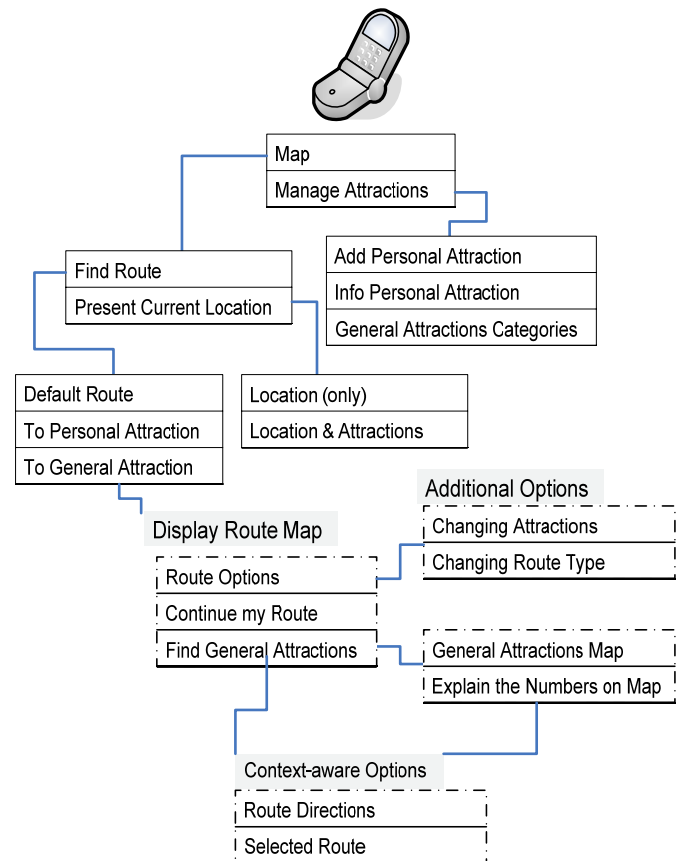 Map
Manage Attractions
Find Route
Present Current Location
Add Personal Attraction
Info Personal Attraction
General Attractions Categories
Default Route
To Personal Attraction
To General Attraction
Location (only)
Location & Attractions
Display Route Map
Route Options
Continue my Route
Find General Attractions
Additional Options
Changing Attractions
Changing Route Type
General Attractions Map
Explain the Numbers on Map
Context-aware Options
Route Directions
Selected Route